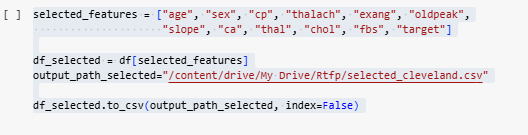 [ ]
selected_features = ["age", "sex", "cp", "thalach", "exang", "oldpeak",
"slope", "ca", "thal", "chol", "fbs", "target"]
df_selected = df[selected_features]
output_path_selected="/content/drive/My Drive/Rtfp/selected_cleveland.csv"
df_selected.to_csv(output_path_selected, index=False)